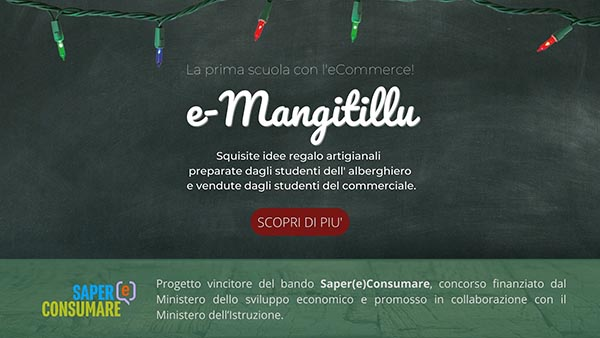 La prima scuola con l'eCommerce!
e-Mangitillu
Squisite idee regalo artigianali
preparate dagli studenti dell' alberghiero
e vendute dagli studenti del commerciale.
SCOPRI DI PIU'
SAPER(e)
CONSUMARE
Progetto vincitore del bando Saper(e)Consumare, concorso finanziato dal
Ministero dello sviluppo economico e promosso in collaborazione con il
Ministero dell'Istruzione.